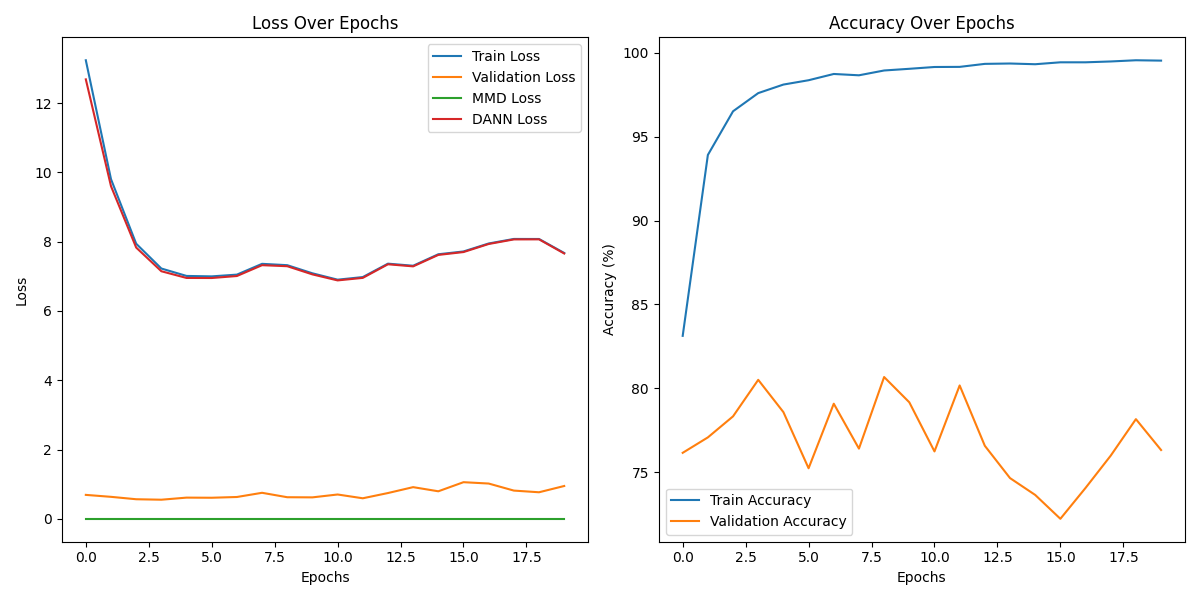 Loss Over Epochs
Train Loss
Validation Loss
MMD Loss
DANN Loss
12
10
8
6
4
2
0
Loss
0.0 2.5 5.0 7.5 10.0 12.5 15.0 17.5
Epochs
Accuracy Over Epochs
100
95
90
85
80
75
Accuracy (%)
Train Accuracy
Validation Accuracy
0.0 2.5 5.0 7.5 10.0 12.5 15.0 17.5
Epochs